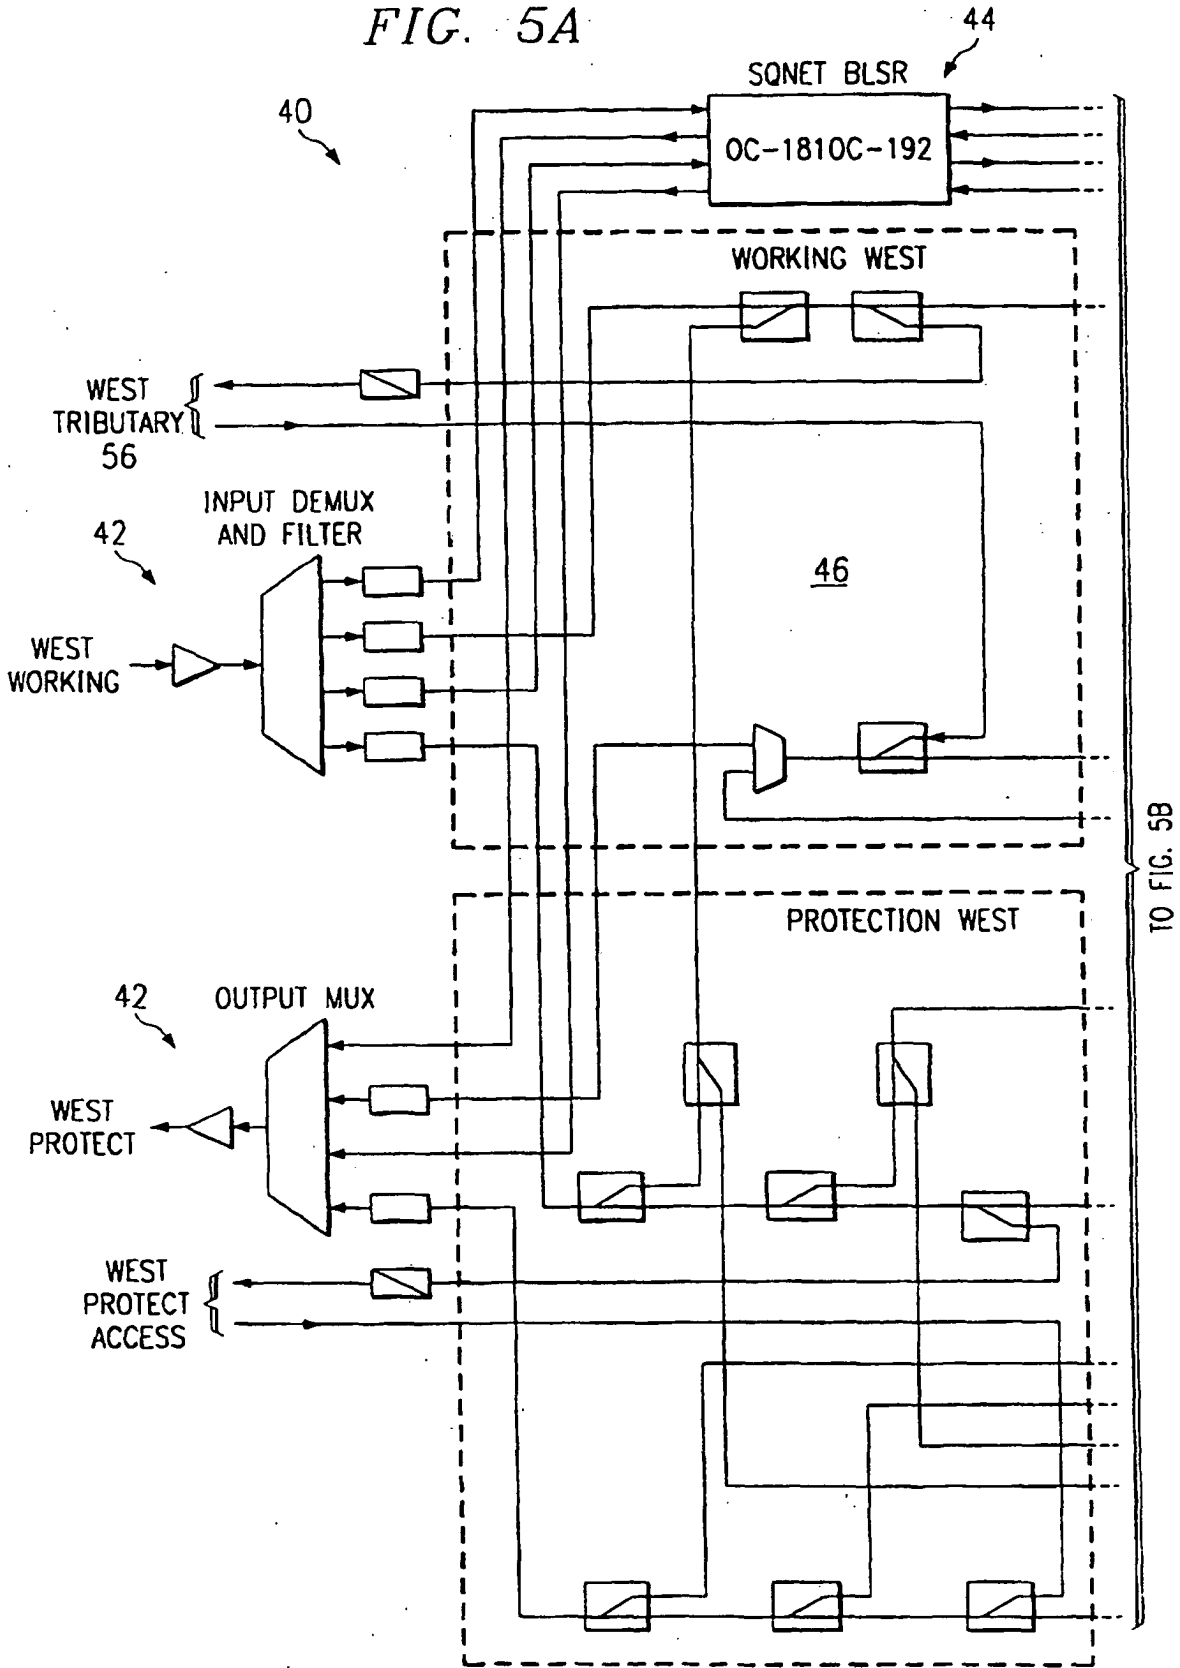 FIG. 5A
44
SQNET BLSR
40
OC-1810C-192
WORKING WEST
WEST
TRIBUTARY
56
INPUT DEMUX
AND FILTER
42
46
WEST
WORKING
TO FIG. 5B
PROTECTION WEST
42
OUTPUT MUX
WEST
PROTECT
WEST
PROTECT
ACCESS